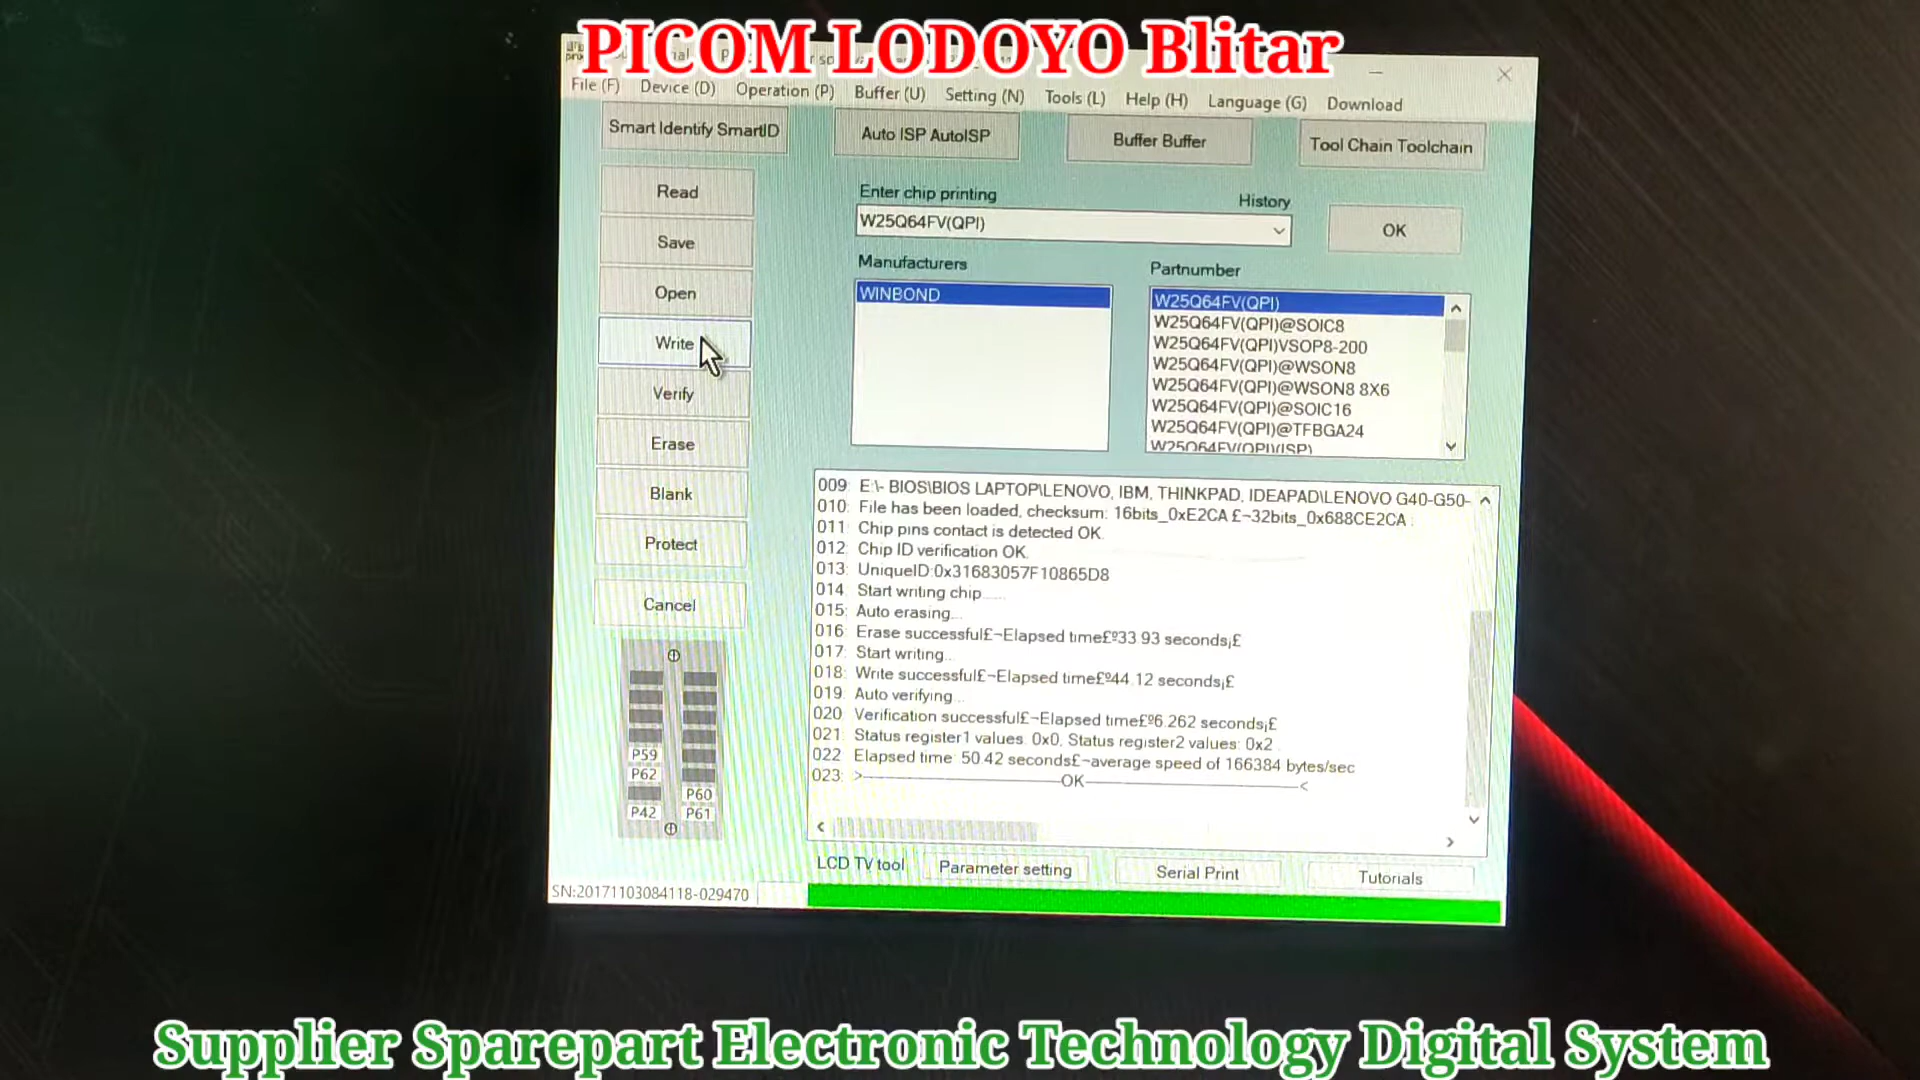 PICOM LODOYO Blitar
File (F) Device (D) Operation (P) Buffer (U) Setting (N) Tools (L) Help (H) Language (G) Download
Smart Identify SmartID Auto ISP AutoISP Buffer Buffer Tool Chain Toolchain
Read
Save
Open
Write
Verify
Erase
Blank
Protect
Cancel
P59
P62
P60
P42 P61
Enter chip printing History
W25Q64FV(QPI) OK
Manufacturers Partnumber
WINBOND
W25Q64FV(QPI)
W25Q64FV(QPI)@SOIC8
W25Q64FV(QPI)VSOP8-200
W25Q64FV(QPI)@WSON8
W25Q64FV(QPI)@WSON8 8X6
W25Q64FV(QPI)@SOIC16
W25Q64FV(QPI)@TFBGA24
W25Q64FV(QPI)(ISP)
009: E:\- BIOS\BIOS LAPTOP\LENOVO, IBM, THINKPAD, IDEAPAD\LENOVO G40-G50-
010: File has been loaded, checksum: 16bits_0xE2CA £¬32bits_0x688CE2CA :
011: Chip pins contact is detected OK.
012: Chip ID verification OK.
013: UniqueID:0x31683057F10865D8
014: Start writing chip......
015: Auto erasing...
016: Erase successful£¬Elapsed time£º33.93 seconds¡£
017: Start writing...
018: Write successful£¬Elapsed time£º44.12 seconds¡£
019: Auto verifying...
020: Verification successful£¬Elapsed time£º6.262 seconds¡£
021: Status register1 values: 0x0, Status register2 values: 0x2 .
022: Elapsed time: 50.42 seconds£¬average speed of 166384 bytes/sec
023: >------------------------OK------------------------<
LCD TV tool Parameter setting Serial Print Tutorials
SN:20171103084118-029470
Supplier Sparepart Electronic Technology Digital System